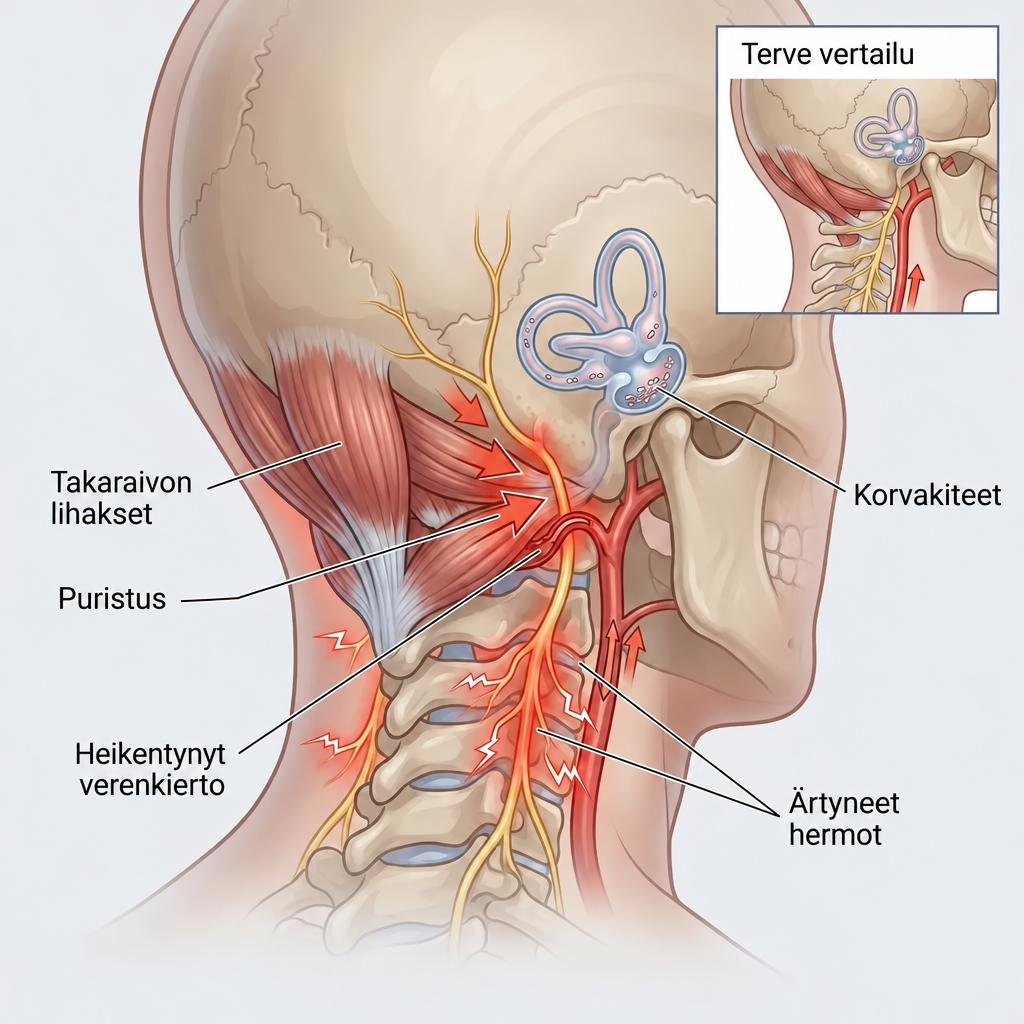 Terve vertailu
Takaraivon
lihakset
Korvakiteet
Puristus
Heikentynyt
verenkierto
Ärtyneet
hermot